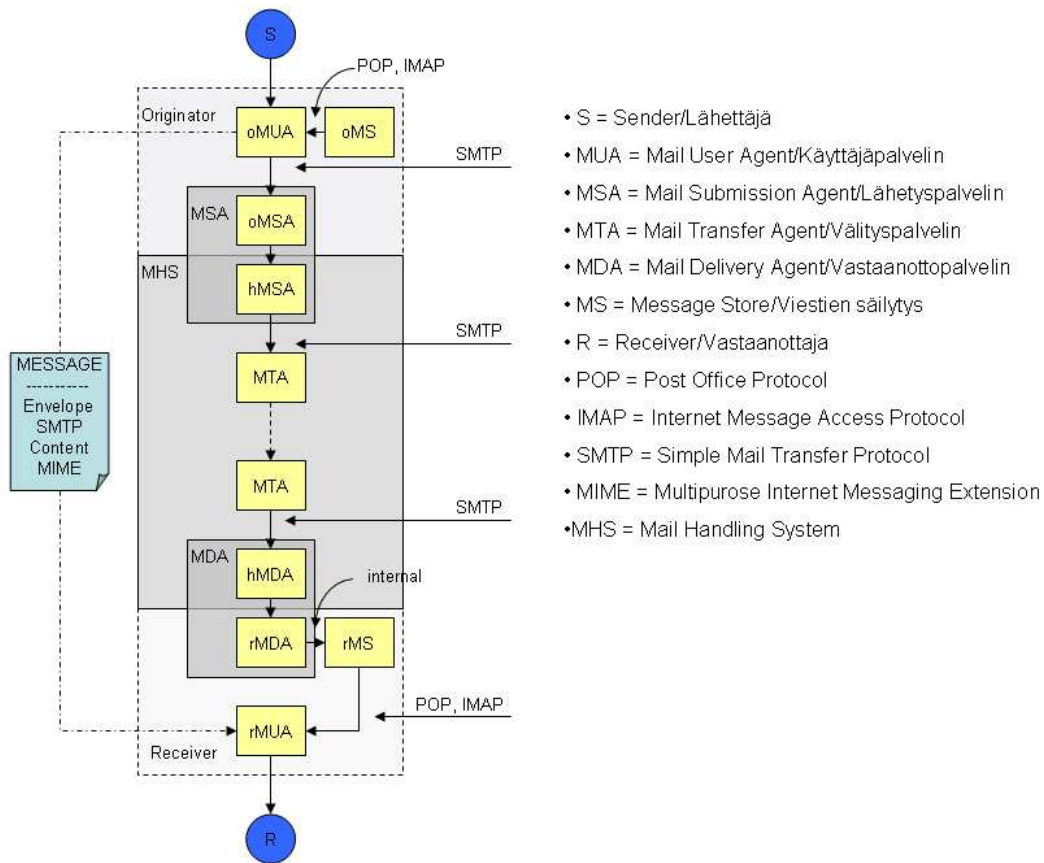 S
POP, IMAP
Originator
oMUA
oMS
SMTP
MSA
oMSA
MHS
hMSA
SMTP
MTA
MESSAGE
-----------
Envelope
SMTP
Content
MIME
MTA
SMTP
MDA
hMDA
internal
rMDA
rMS
POP, IMAP
rMUA
Receiver
R
• S = Sender/Lähettäjä
• MUA = Mail User Agent/Käyttäjäpalvelin
• MSA = Mail Submission Agent/Lähetyspalvelin
• MTA = Mail Transfer Agent/Välityspalvelin
• MDA = Mail Delivery Agent/Vastaanottopalvelin
• MS = Message Store/Viestien säilytys
• R = Receiver/Vastaanottaja
• POP = Post Office Protocol
• IMAP = Internet Message Access Protocol
• SMTP = Simple Mail Transfer Protocol
• MIME = Multipurose Internet Messaging Extension
•MHS = Mail Handling System